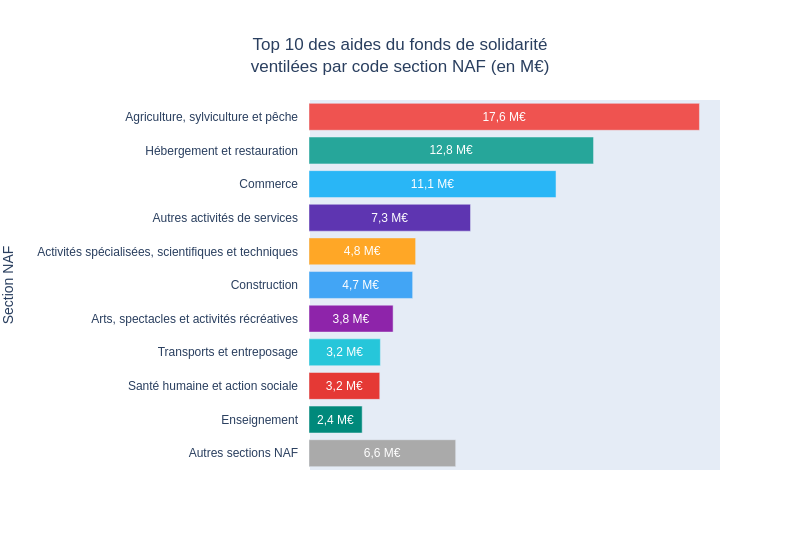 Top 10 des aides du fonds de solidarité
ventilées par code section NAF (en M€)
Section NAF
Agriculture, sylviculture et pêche 17,6 M€
Hébergement et restauration 12,8 M€
Commerce 11,1 M€
Autres activités de services 7,3 M€
Activités spécialisées, scientifiques et techniques 4,8 M€
Construction 4,7 M€
Arts, spectacles et activités récréatives 3,8 M€
Transports et entreposage 3,2 M€
Santé humaine et action sociale 3,2 M€
Enseignement 2,4 M€
Autres sections NAF 6,6 M€